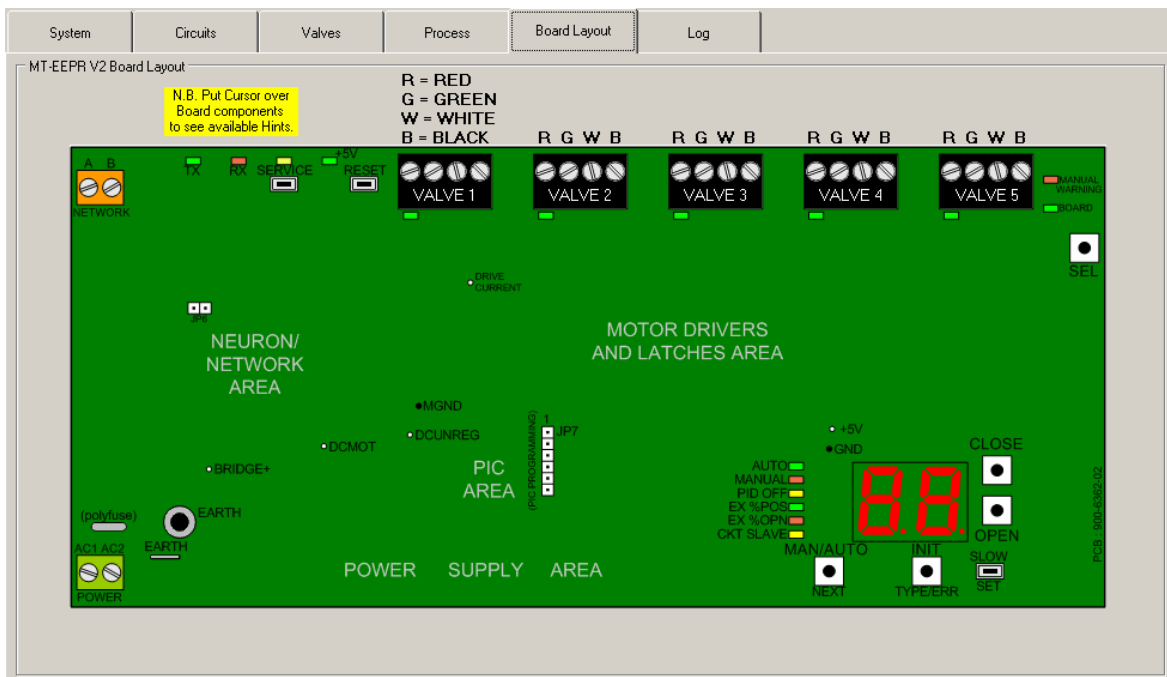 System Circuits Valves Process Board Layout Log
MT-EEPR V2 Board Layout
N.B. Put Cursor over
Board components
to see available Hints.
R = RED
G = GREEN
W = WHITE
B = BLACK
R G W B R G W B R G W B R G W B
A B
NETWORK
TX RX SERVICE +5V RESET
VALVE 1 VALVE 2 VALVE 3 VALVE 4 VALVE 5
MANUAL
WARNING
BOARD
SEL
DRIVE
CURRENT
JP6
NEURON/
NETWORK
AREA
MOTOR DRIVERS
AND LATCHES AREA
MGND
DCUNREG
DCMOT
BRIDGE+
1
JP7
(PIC PROGRAMMING)
PIC
AREA
+5V
GND
AUTO
MANUAL
PID OFF
EX %POS
EX %OPN
CKT SLAVE
8.8.
CLOSE
OPEN
PCB : 900-6362-02
(polyfuse)
EARTH
EARTH
AC1 AC2
POWER
POWER SUPPLY AREA
MAN/AUTO
NEXT
INIT
TYPE/ERR
SLOW
SET